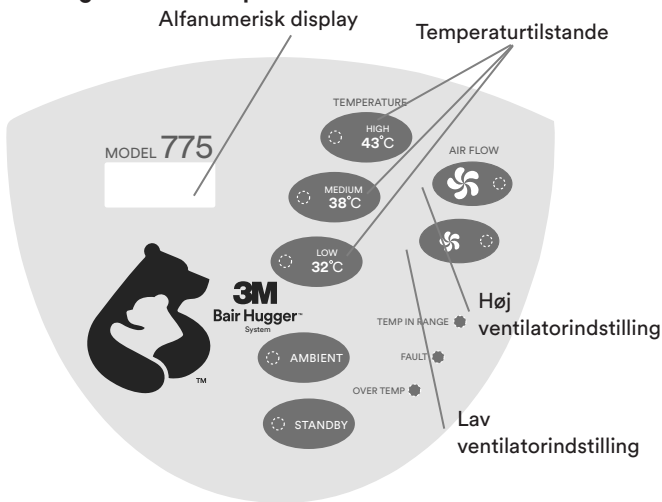 Alfanumerisk display
Temperaturtilstande
TEMPERATURE
HIGH
43°C
MODEL 775
AIR FLOW
MEDIUM
38°C
LOW
32°C
3M
Bair Hugger™
System
TM
Høj
ventilatorindstilling
TEMP IN RANGE
AMBIENT
FAULT
OVER TEMP
STANDBY
Lav
ventilatorindstilling